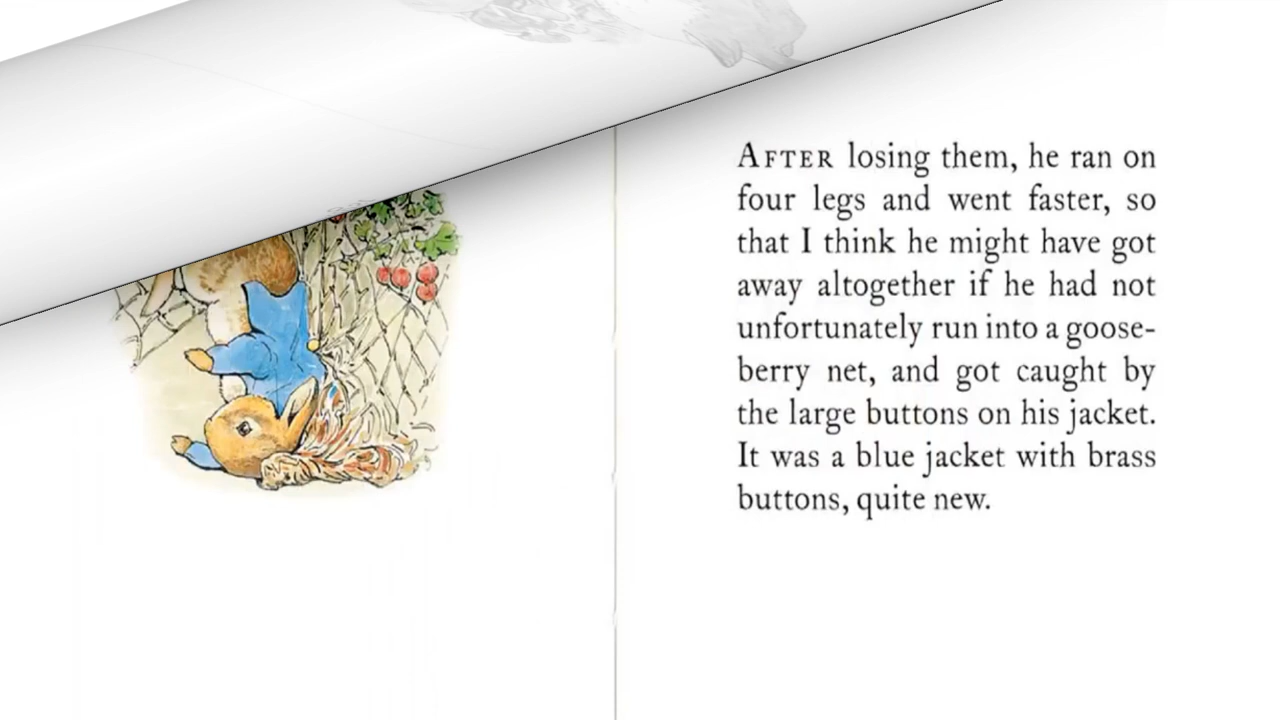 AFTER losing them, he ran on
four legs and went faster, so
that I think he might have got
away altogether if he had not
unfortunately run into a goose-
berry net, and got caught by
the large buttons on his jacket.
It was a blue jacket with brass
buttons, quite new.